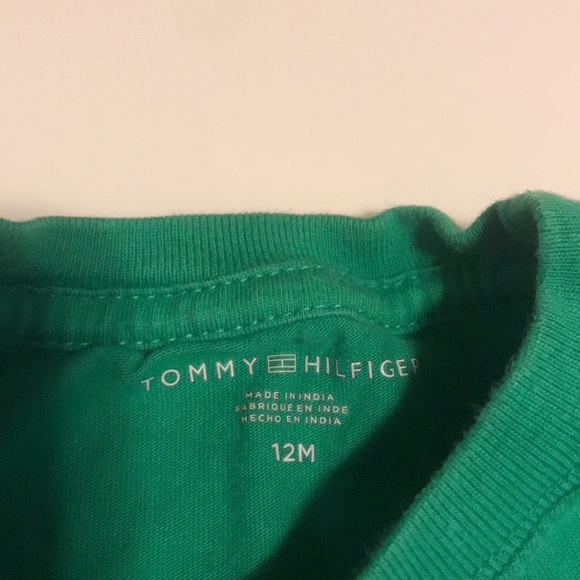 TOMMY HILFIGER
MADE IN INDIA
FABRIQUÉ EN INDE
HECHO EN INDIA
12M